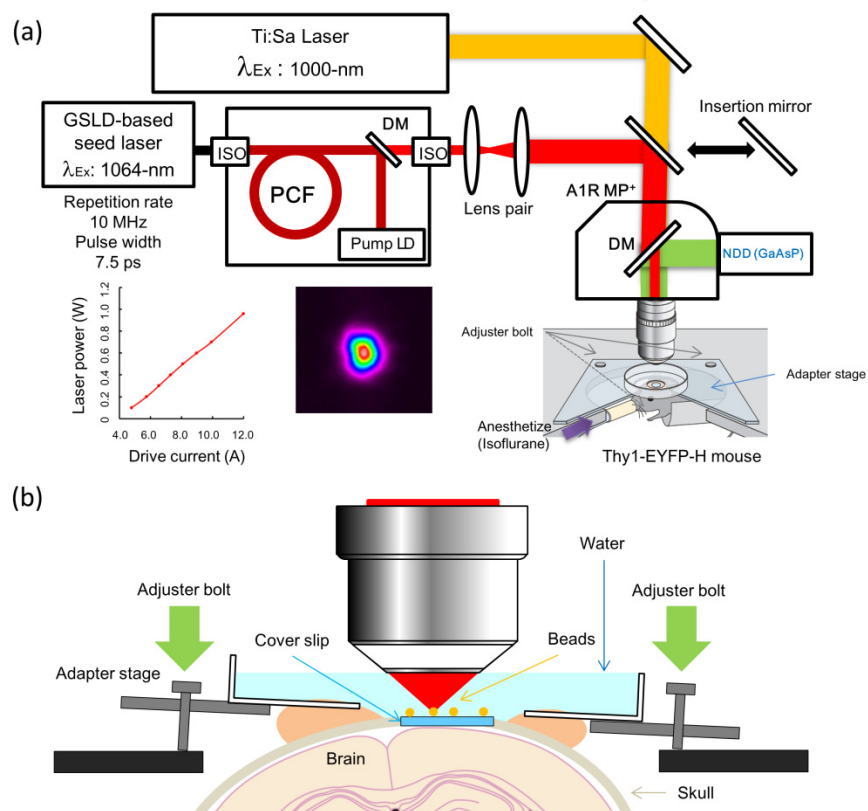 (a)
Ti:Sa Laser
λEx : 1000-nm
GSLD-based
seed laser
λEx: 1064-nm
Repetition rate
10 MHz
Pulse width
7.5 ps
ISO
PCF
DM
ISO
Pump LD
Lens pair
Insertion mirror
A1R MP+
DM
NDD (GaAsP)
Laser power (W)
1.2
1.0
0.8
0.6
0.4
0.2
0
4.0 6.0 8.0 10.0 12.0
Drive current (A)
Adjuster bolt
Adapter stage
Anesthetize
(Isoflurane)
Thy1-EYFP-H mouse
(b)
Water
Adjuster bolt
Adjuster bolt
Cover slip
Beads
Adapter stage
Brain
Skull